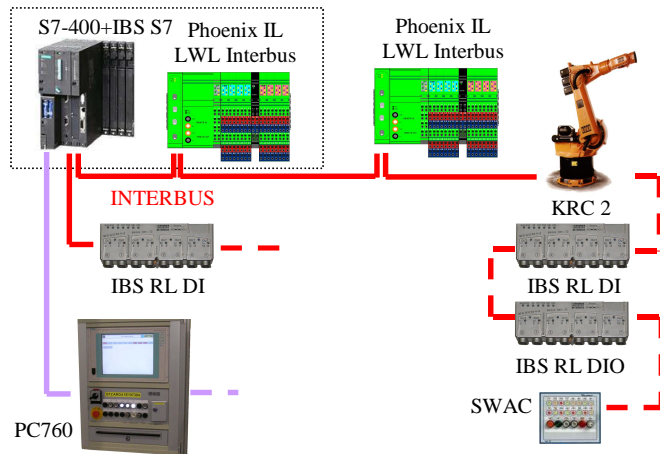 S7-400+IBS S7
Phoenix IL
LWL Interbus
Phoenix IL
LWL Interbus
INTERBUS
KRC 2
IBS RL DI
IBS RL DI
IBS RL DIO
SWAC
PC760